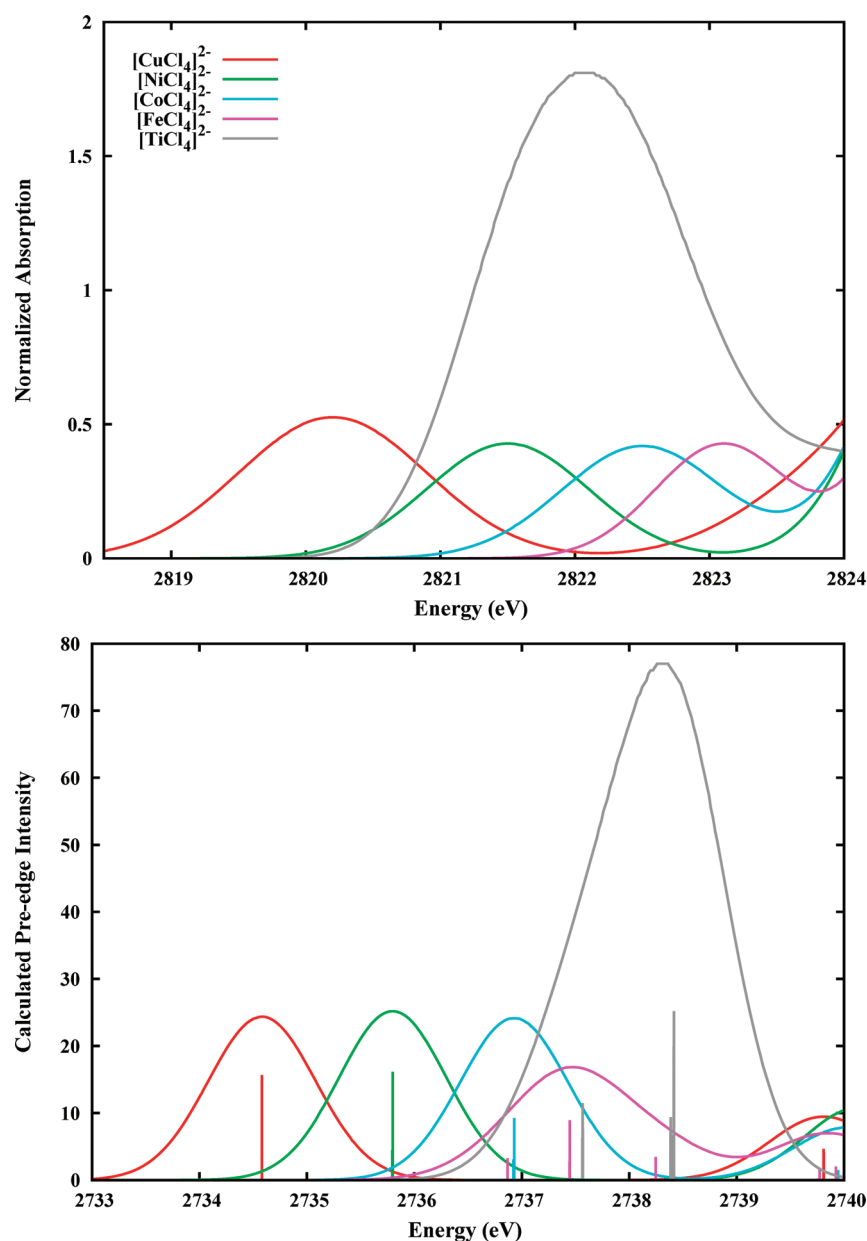 2
1.5
1
0.5
0
Normalized Absorption
[CuCl4]2-
[NiCl4]2-
[CoCl4]2-
[FeCl4]2-
[TiCl4]2-
2819 2820 2821 2822 2823 2824
Energy (eV)
80
70
60
50
40
30
20
10
0
Calculated Pre-edge Intensity
2733 2734 2735 2736 2737 2738 2739 2740
Energy (eV)